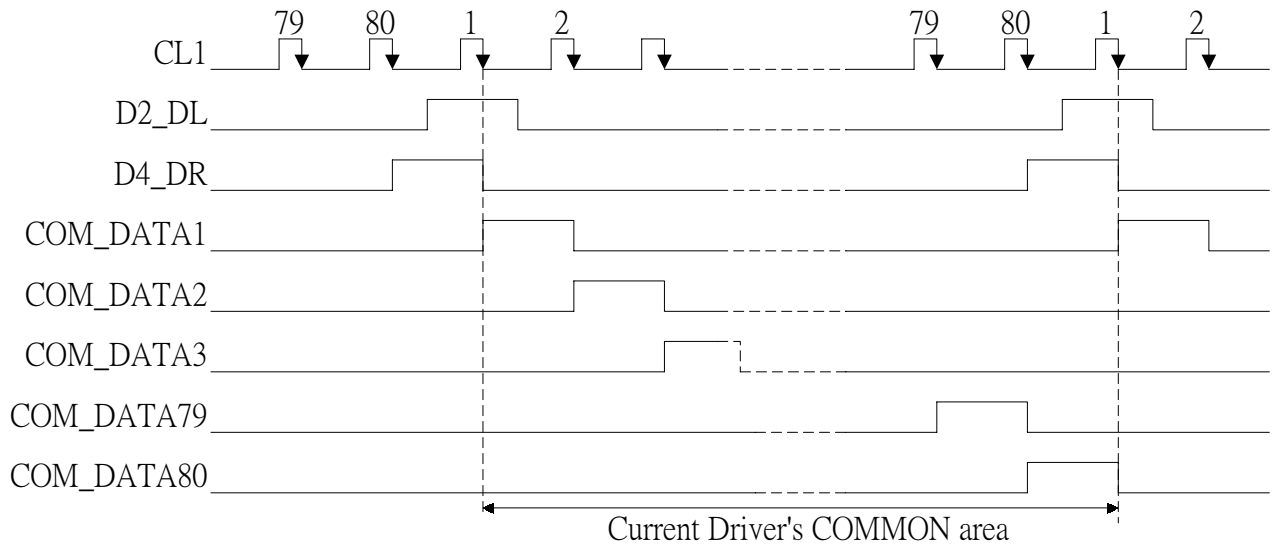 79 80 1 2 79 80 1 2
CL1
D2_DL
D4_DR
COM_DATA1
COM_DATA2
COM_DATA3
COM_DATA79
COM_DATA80
Current Driver's COMMON area